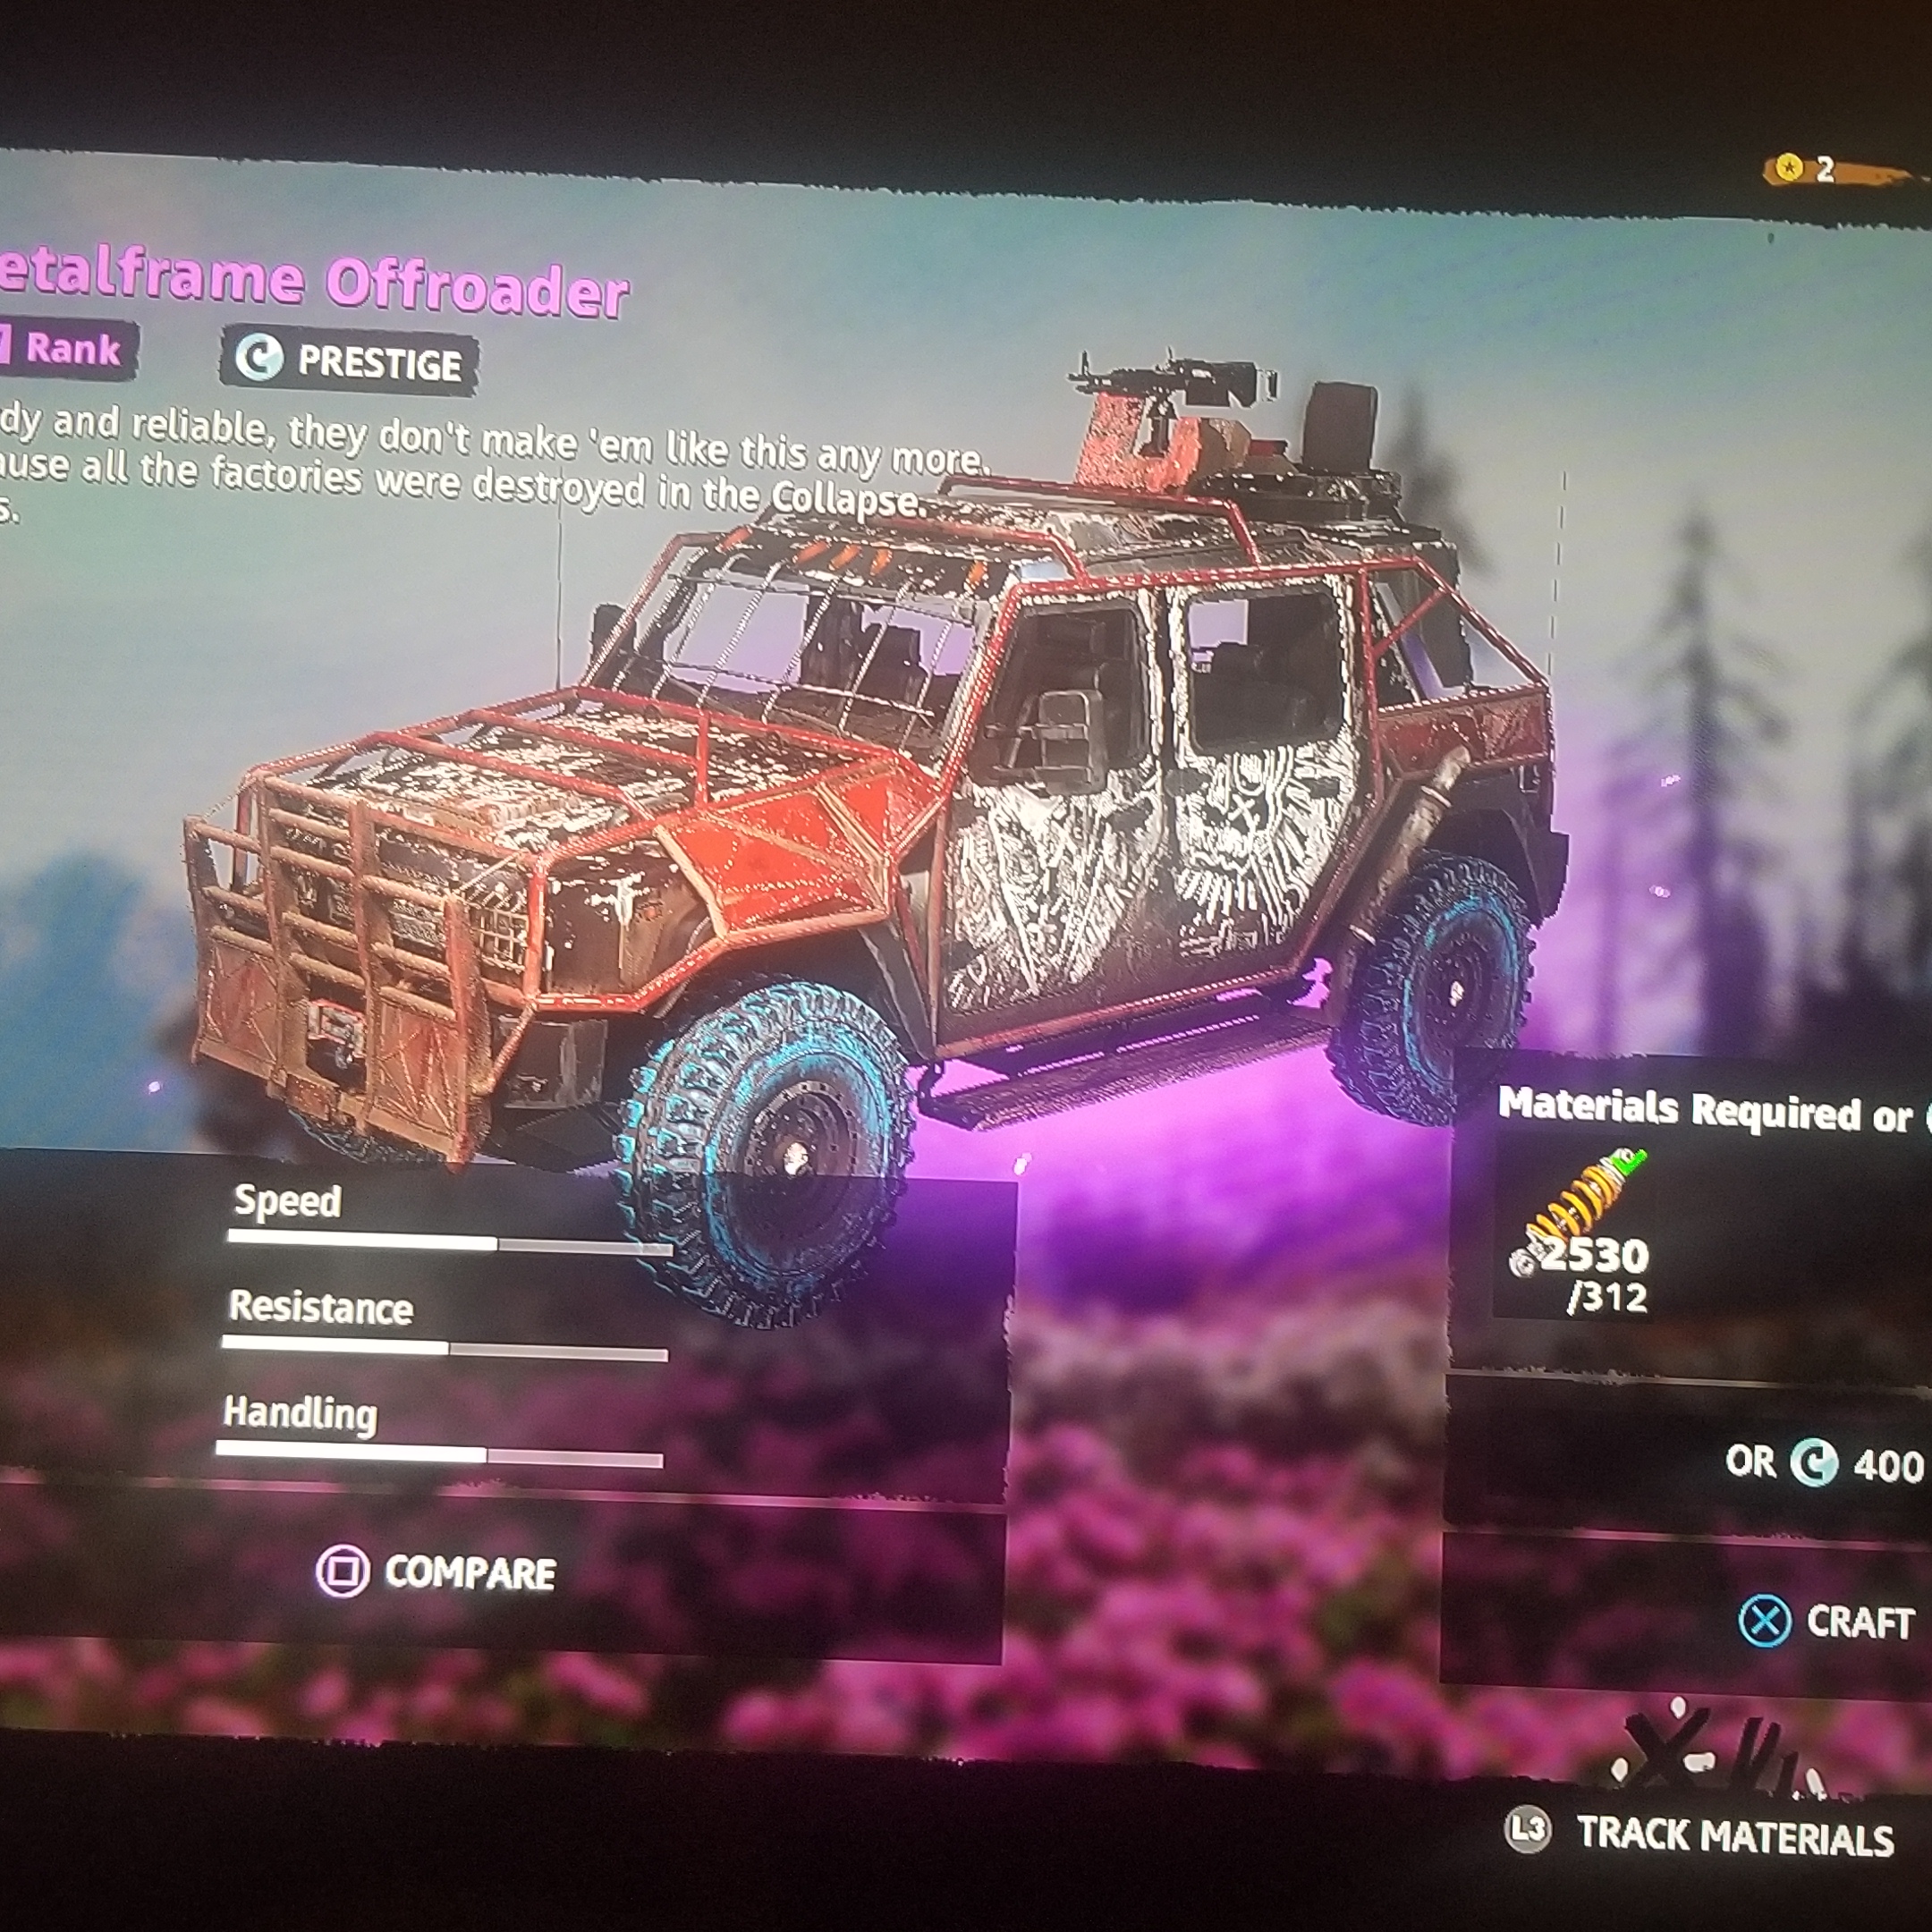 2
etalframe Offroader
Rank
PRESTIGE
dy and reliable, they don't make 'em like this any more.
ause all the factories were destroyed in the Collapse.
s.
Speed
Resistance
Handling
COMPARE
Materials Required or
2530
/312
OR 400
CRAFT
L3 TRACK MATERIALS